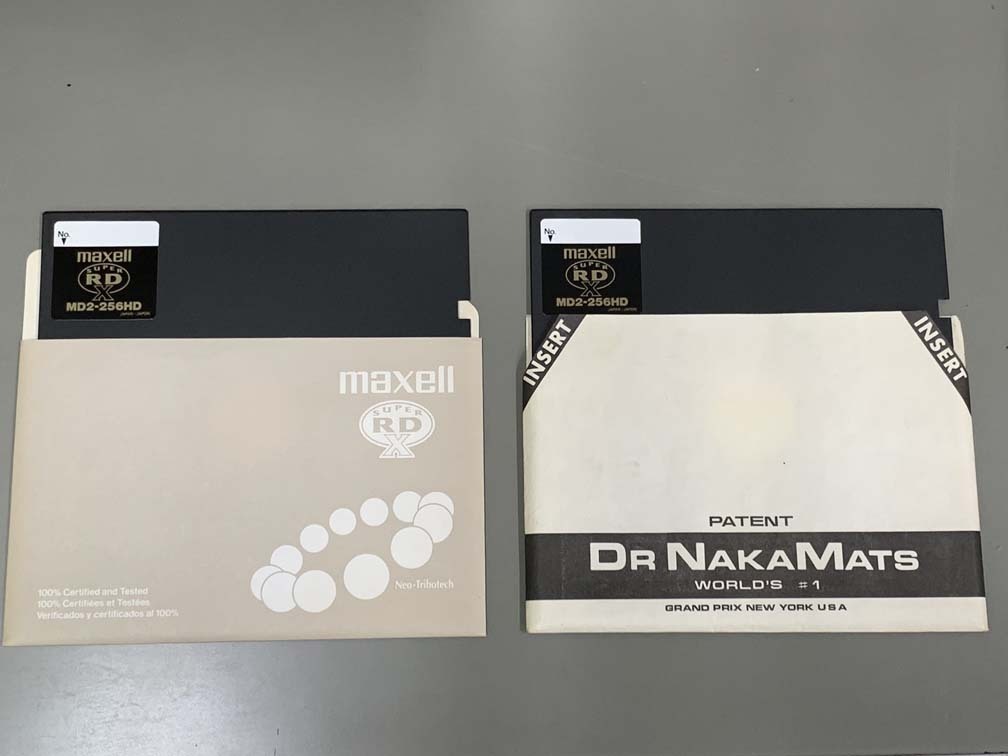 No.
maxell
SUPER
RD
X
MD2-256HD
maxell
SUPER
RD
X
Neo-Tribotech
100% Certified and Tested
100% Certifiées et Testées
Verificados y certificados al 100%
No.
maxell
SUPER
RD
X
MD2-256HD
INSERT
INSERT
PATENT
DR NAKAMATS
WORLD'S #1
GRAND PRIX NEW YORK USA